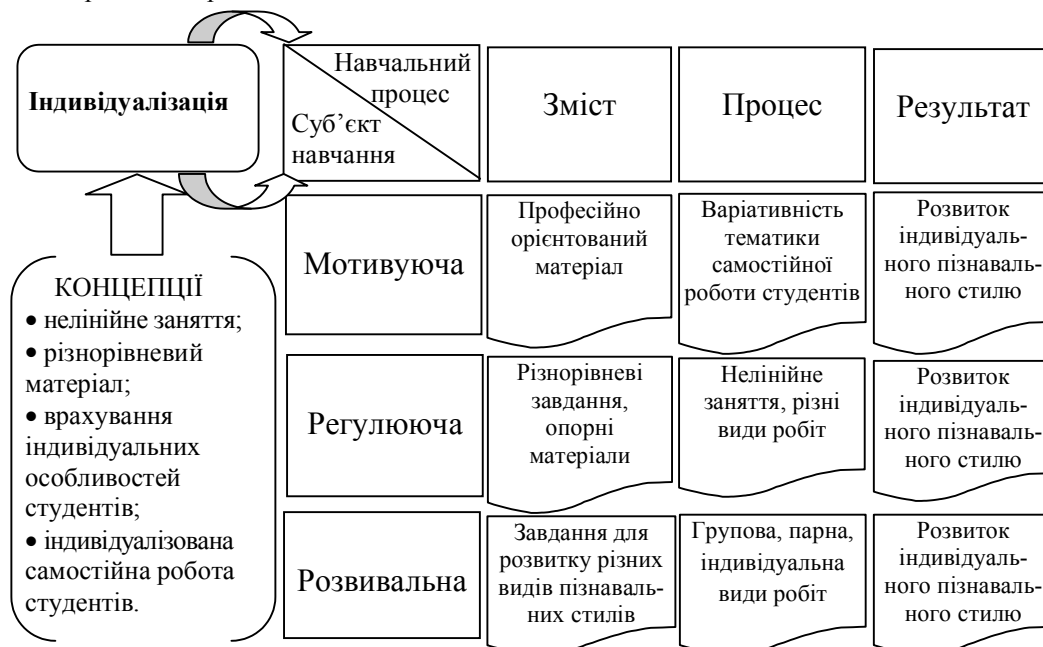 Індивідуалізація
Навчальний
процес
Суб’єкт
навчання
Зміст
Процес
Результат
КОНЦЕПЦІЇ
• нелінійне заняття;
• різнорівневий
матеріал;
• врахування
індивідуальних
особливостей
студентів;
• індивідуалізована
самостійна робота
студентів.
Мотивуюча
Професійно
орієнтований
матеріал
Варіативність
тематики
самостійної
роботи студентів
Розвиток
індивідуаль-
ного пізнаваль-
ного стилю
Регулююча
Різнорівневі
завдання,
опорні
матеріали
Нелінійне
заняття, різні
види робіт
Розвиток
індивідуаль-
ного пізнаваль-
ного стилю
Розвивальна
Завдання для
розвитку різних
видів пізнаваль-
них стилів
Групова, парна,
індивідуальна
види робіт
Розвиток
індивідуаль-
ного пізнаваль-
ного стилю